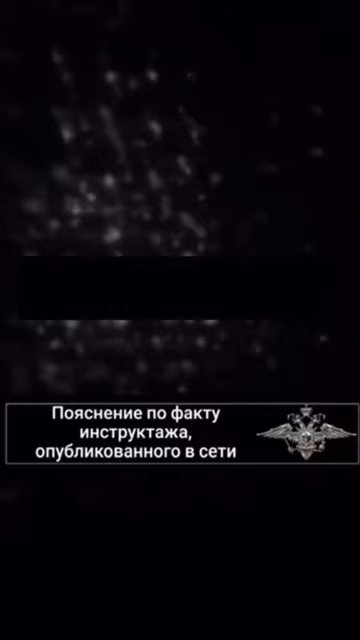 Пояснение по факту
инструктажа,
опубликованного в сети